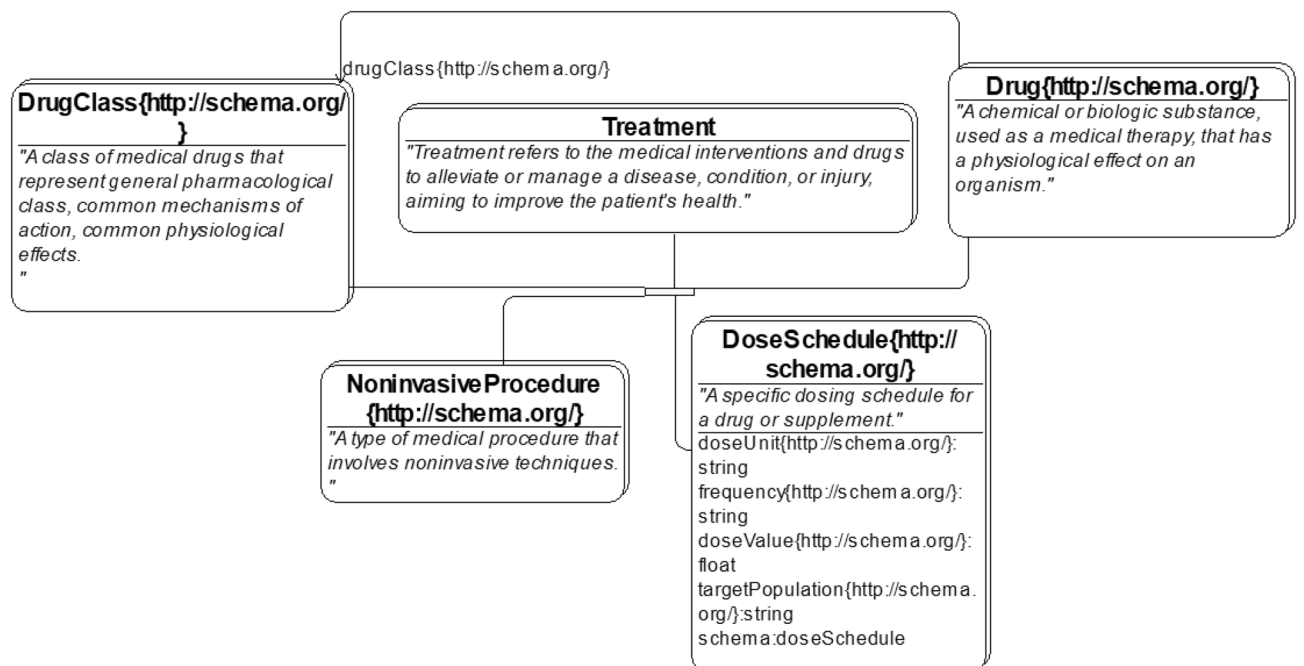 drugClass{http://schema.org/}
DrugClass{http://schema.org/
}
"A class of medical drugs that
represent general pharmacological
class, common mechanisms of
action, common physiological
effects.
"
Treatment
"Treatment refers to the medical interventions and drugs
to alleviate or manage a disease, condition, or injury,
aiming to improve the patient's health."
Drug{http://schema.org/}
"A chemical or biologic substance,
used as a medical therapy, that has
a physiological effect on an
organism."
NoninvasiveProcedure
{http://schema.org/}
"A type of medical procedure that
involves noninvasive techniques.
"
DoseSchedule{http://
schema.org/}
"A specific dosing schedule for
a drug or supplement."
doseUnit{http://schema.org/}:
string
frequency{http://schema.org/}:
string
doseValue{http://schema.org/}:
float
targetPopulation{http://schema.
org/}:string
schema:doseSchedule